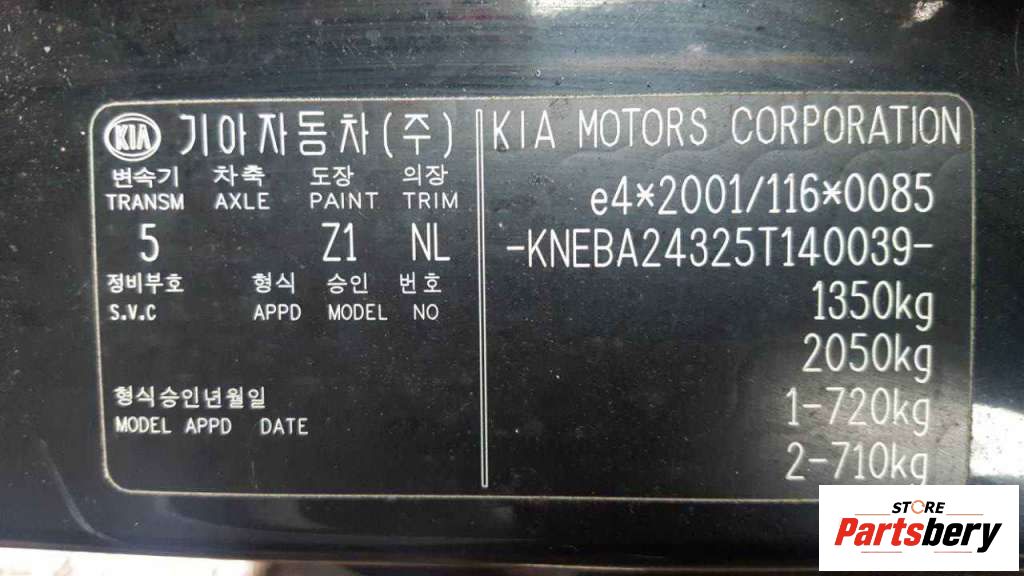 KIA 기아자동차(주)
변속기 차축 도장 의장
TRANSM AXLE PAINT TRIM
5 Z1 NL
정비부호 형식 승인 번호
S.V.C APPD MODEL NO
형식승인년월일
MODEL APPD DATE
KIA MOTORS CORPORATION
e4*2001/116*0085
-KNEBA24325T140039-
1350kg
2050kg
1-720kg
2-710kg
STORE
Partsbery